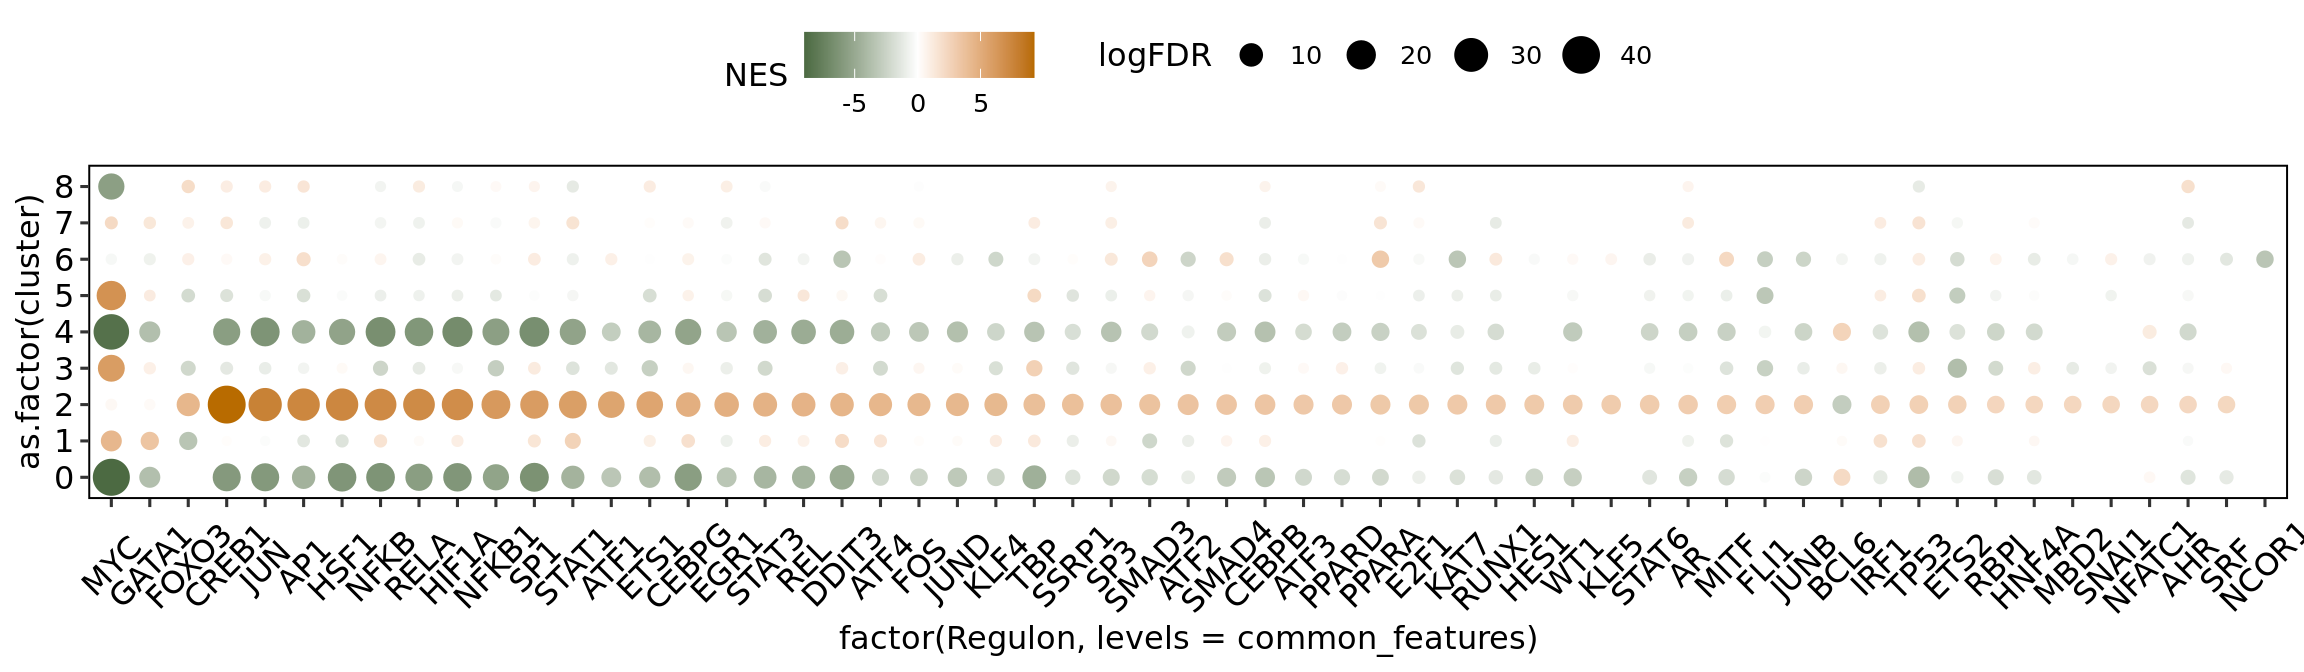 NES
-5 0 5
logFDR 10 20 30 40
as.factor(cluster)
8
7
6
5
4
3
2
1
0
MYC
GATA1
FOXO3
CREB1
JUN
AP1
HSF1
NFKB
RELA
HIF1A
NFKB1
SP1
STAT1
ATF1
ETS1
CEBPG
EGR1
STAT3
REL
DDIT3
ATF4
FOS
JUND
KLF4
TBP
SSRP1
SP3
SMAD3
ATF2
SMAD4
CEBPB
ATF3
PPARD
PPARA
E2F1
KAT7
RUNX1
HES1
WT1
KLF5
STAT6
AR
MITF
FLI1
JUNB
BCL6
IRF1
TP53
ETS2
RBPJ
HNF4A
MBD2
SNAI1
NFATC1
AHR
SRF
NCOR1
factor(Regulon, levels = common_features)